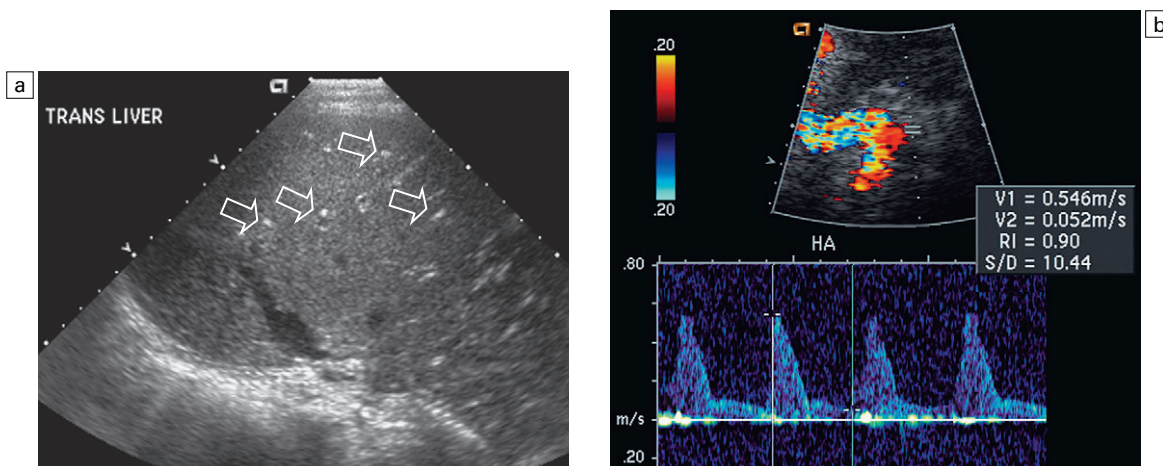 a
TRANS LIVER
b
.20
.20
V1 = 0.546m/s
V2 = 0.052m/s
RI = 0.90
S/D = 10.44
HA
.80
m/s
.20